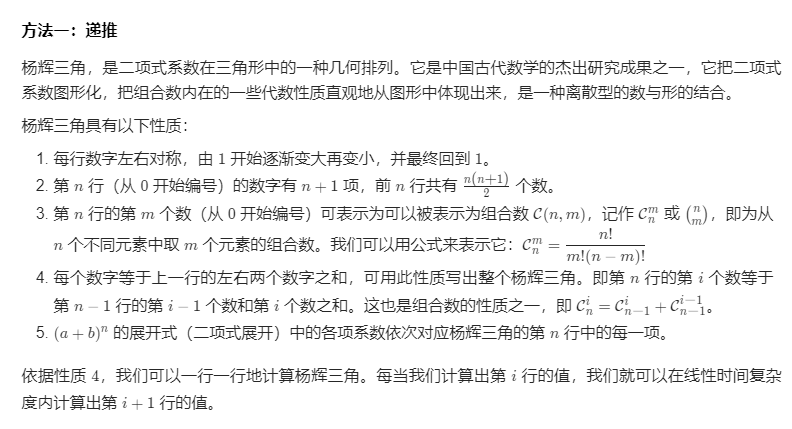 方法一：递推
杨辉三角，是二项式系数在三角形中的一种几何排列。它是中国古代数学的杰出研究成果之一，它把二项式
系数图形化，把组合数内在的一些代数性质直观地从图形中体现出来，是一种离散型的数与形的结合。
杨辉三角具有以下性质：
1. 每行数字左右对称，由 1 开始逐渐变大再变小，并最终回到 1。
2. 第 n 行（从 0 开始编号）的数字有 n + 1 项，前 n 行共有 \frac{n(n+1)}{2} 个数。
3. 第 n 行的第 m 个数（从 0 开始编号）可表示为可以被表示为组合数 \mathcal{C}(n, m)，记作 \mathcal{C}_n^m 或 \binom{n}{m}，即为从
n 个不同元素中取 m 个元素的组合数。我们可以用公式来表示它：\mathcal{C}_n^m = \frac{n!}{m!(n-m)!}
4. 每个数字等于上一行的左右两个数字之和，可用此性质写出整个杨辉三角。即第 n 行的第 i 个数等于
第 n − 1 行的第 i − 1 个数和第 i 个数之和。这也是组合数的性质之一，即 \mathcal{C}_n^i = \mathcal{C}_{n-1}^i + \mathcal{C}_{n-1}^{i-1}。
5. (a + b)^n 的展开式（二项式展开）中的各项系数依次对应杨辉三角的第 n 行中的每一项。
依据性质 4，我们可以一行一行地计算杨辉三角。每当我们计算出第 i 行的值，我们就可以在线性时间复杂
度内计算出第 i + 1 行的值。